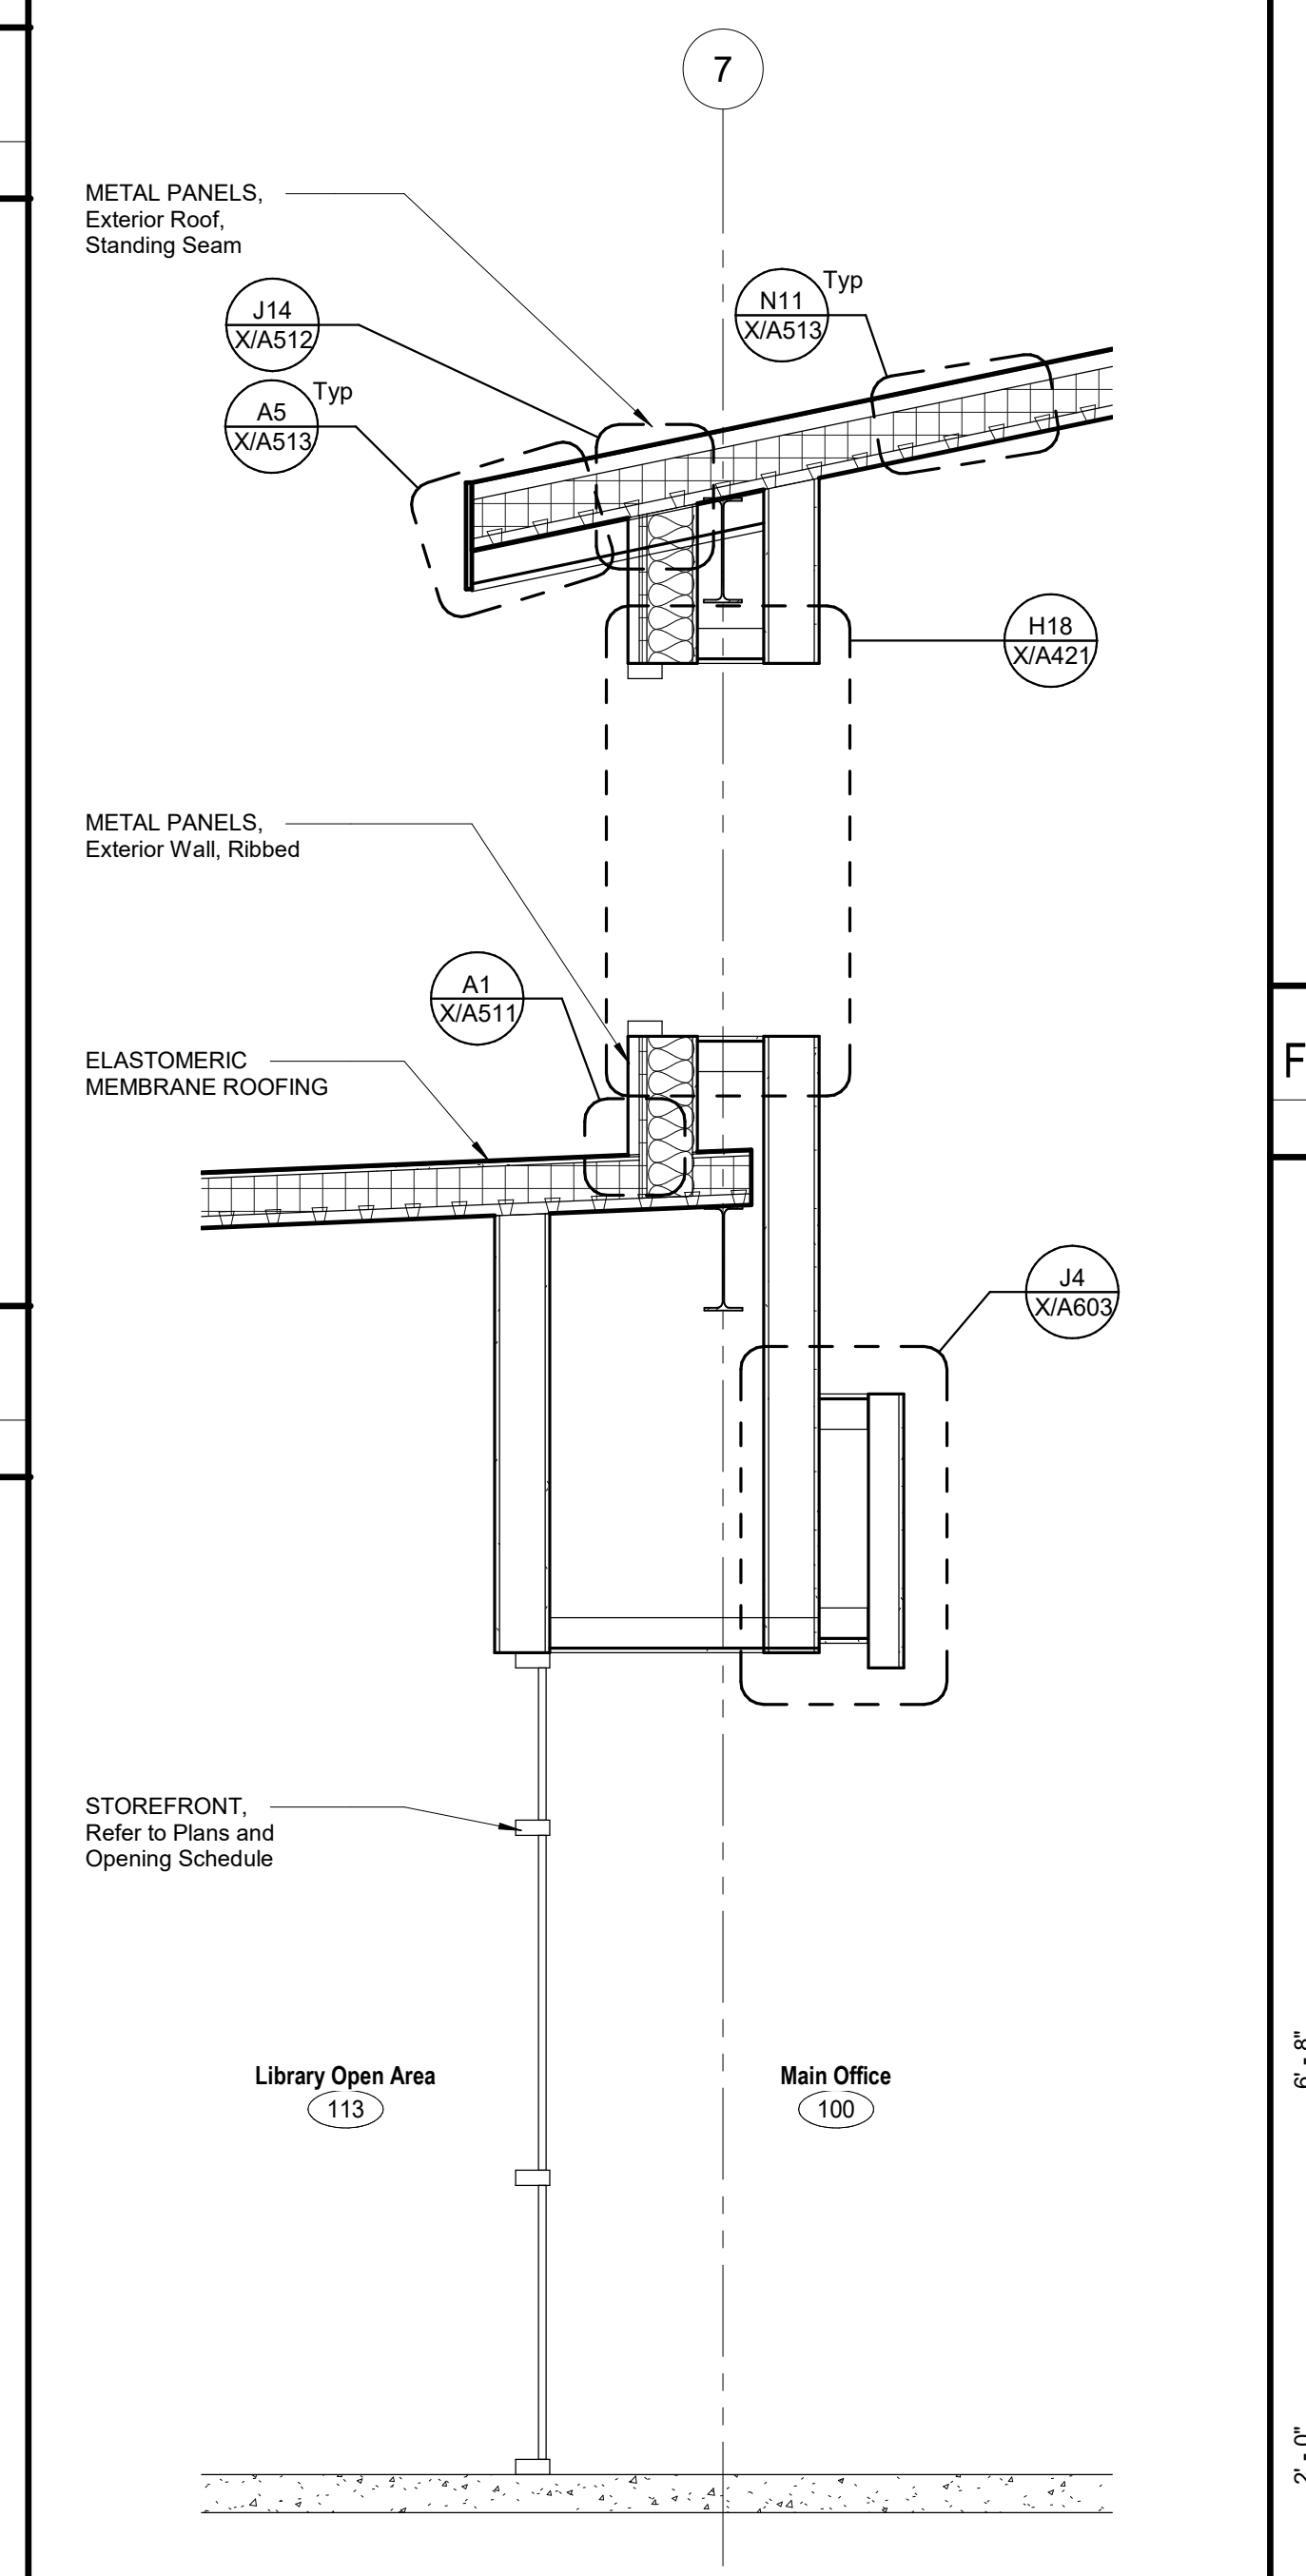 7
METAL PANELS,
Exterior Roof,
Standing Seam
J14
X/A512
N11
X/A513
Typ
A5
X/A513
Typ
H18
X/A421
METAL PANELS,
Exterior Wall, Ribbed
A1
X/A511
ELASTOMERIC
MEMBRANE ROOFING
F
J4
X/A603
STOREFRONT,
Refer to Plans and
Opening Schedule
6' - 8"
Library Open Area
113
Main Office
100
2' - 0"